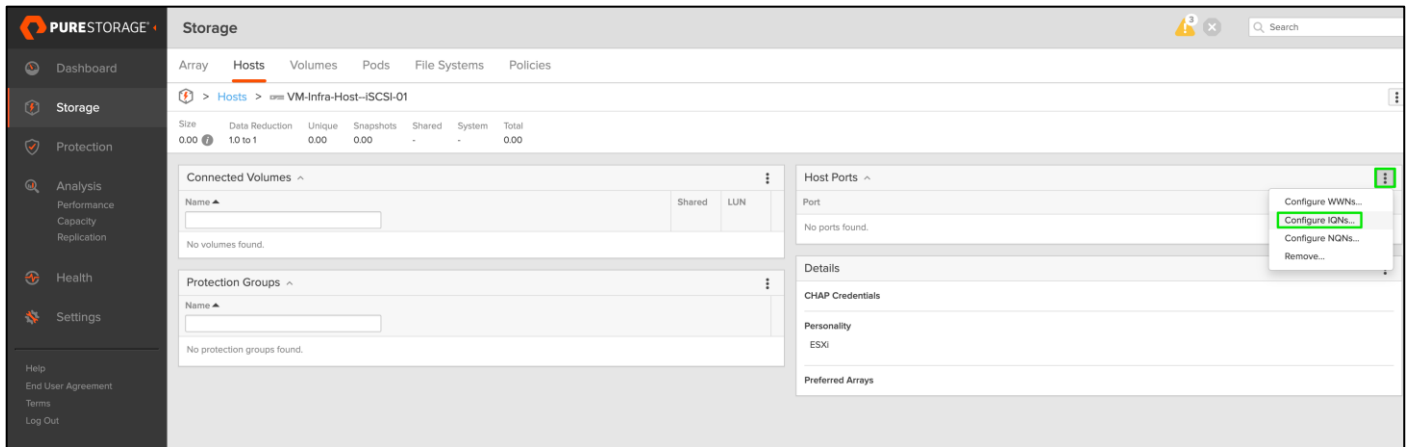 PURESTORAGE®
Storage
3
Search
Dashboard
Storage
Protection
Analysis
Performance
Capacity
Replication
Health
Settings
Help
End User Agreement
Terms
Log Out
Array Hosts Volumes Pods File Systems Policies
> Hosts > VM-Infra-Host--iSCSI-01
Size Data Reduction Unique Snapshots Shared System Total
0.00 1.0 to 1 0.00 0.00 - - 0.00
Connected Volumes
Name Shared LUN
No volumes found.
Protection Groups
Name
No protection groups found.
Host Ports
Port
No ports found.
Configure WWNs...
Configure IQNs...
Configure NQNs...
Remove...
Details
CHAP Credentials
Personality
ESXi
Preferred Arrays